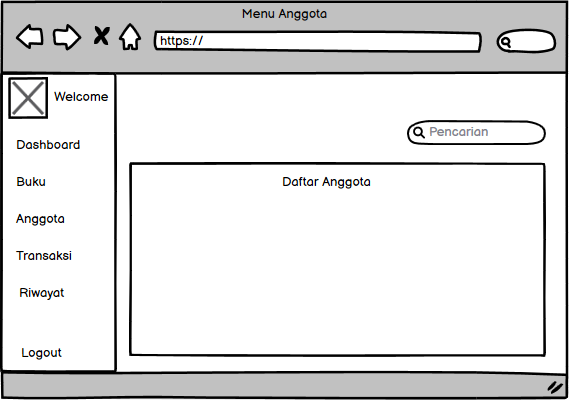 Menu Anggota
https://
Welcome
Dashboard
Pencarian
Buku
Daftar Anggota
Anggota
Transaksi
Riwayat
Logout